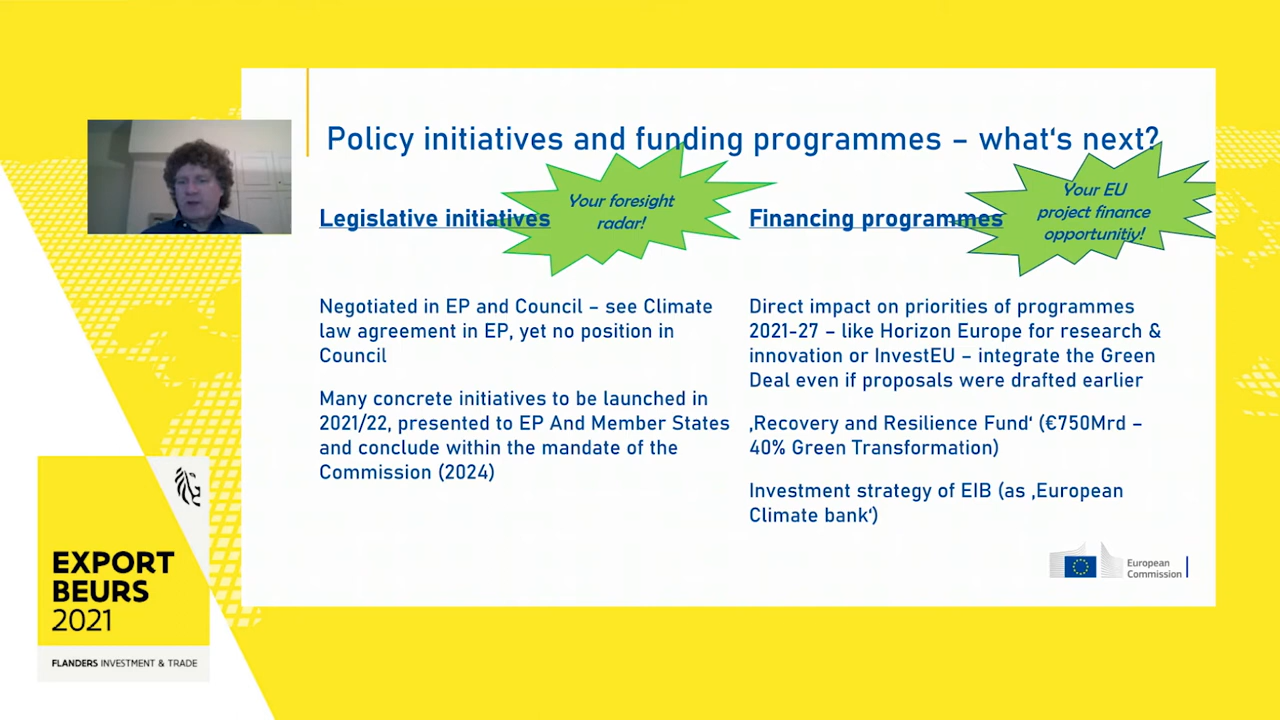 Policy initiatives and funding programmes – what‘s next?
Legislative initiatives
Your foresight
radar!
Negotiated in EP and Council – see Climate
law agreement in EP, yet no position in
Council
Many concrete initiatives to be launched in
2021/22, presented to EP And Member States
and conclude within the mandate of the
Commission (2024)
Financing programmes
Your EU
project finance
opportunitiy!
Direct impact on priorities of programmes
2021-27 – like Horizon Europe for research &
innovation or InvestEU – integrate the Green
Deal even if proposals were drafted earlier
‚Recovery and Resilience Fund‘ (€750Mrd –
40% Green Transformation)
Investment strategy of EIB (as ‚European
Climate bank‘)
European
Commission
EXPORT
BEURS
2021
FLANDERS INVESTMENT & TRADE